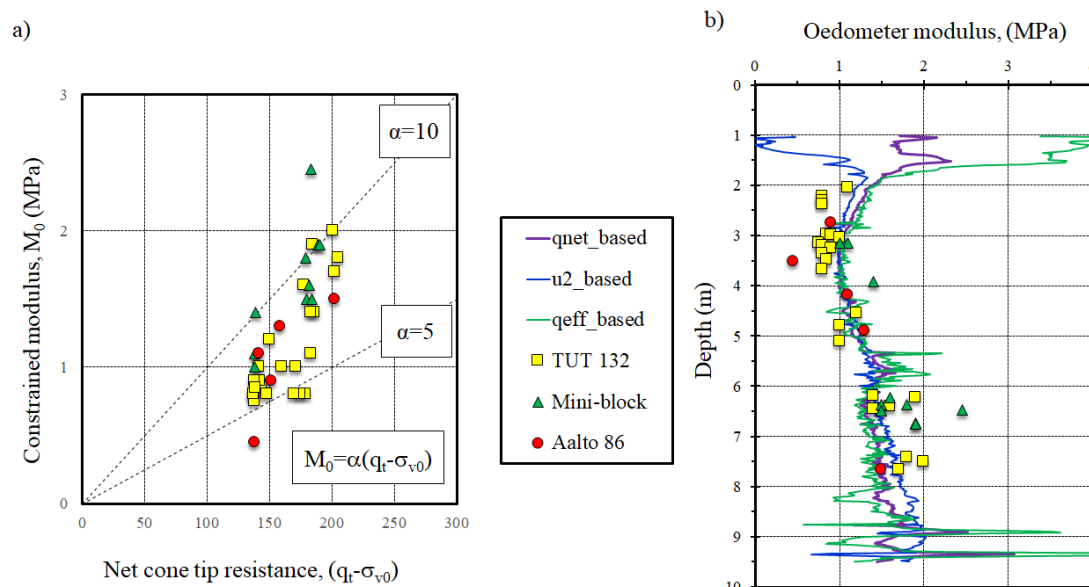 a)
Constrained modulus, M₀ (MPa)
3
2
1
0
α=10
α=5
M₀=α(qₜ-σᵥ₀)
0 50 100 150 200 250 300
Net cone tip resistance, (qₜ-σᵥ₀)
qnet_based
u2_based
qeff_based
TUT 132
Mini-block
Aalto 86
b)
Oedometer modulus, (MPa)
0 1 2 3
Depth (m)
0
1
2
3
4
5
6
7
8
9
10